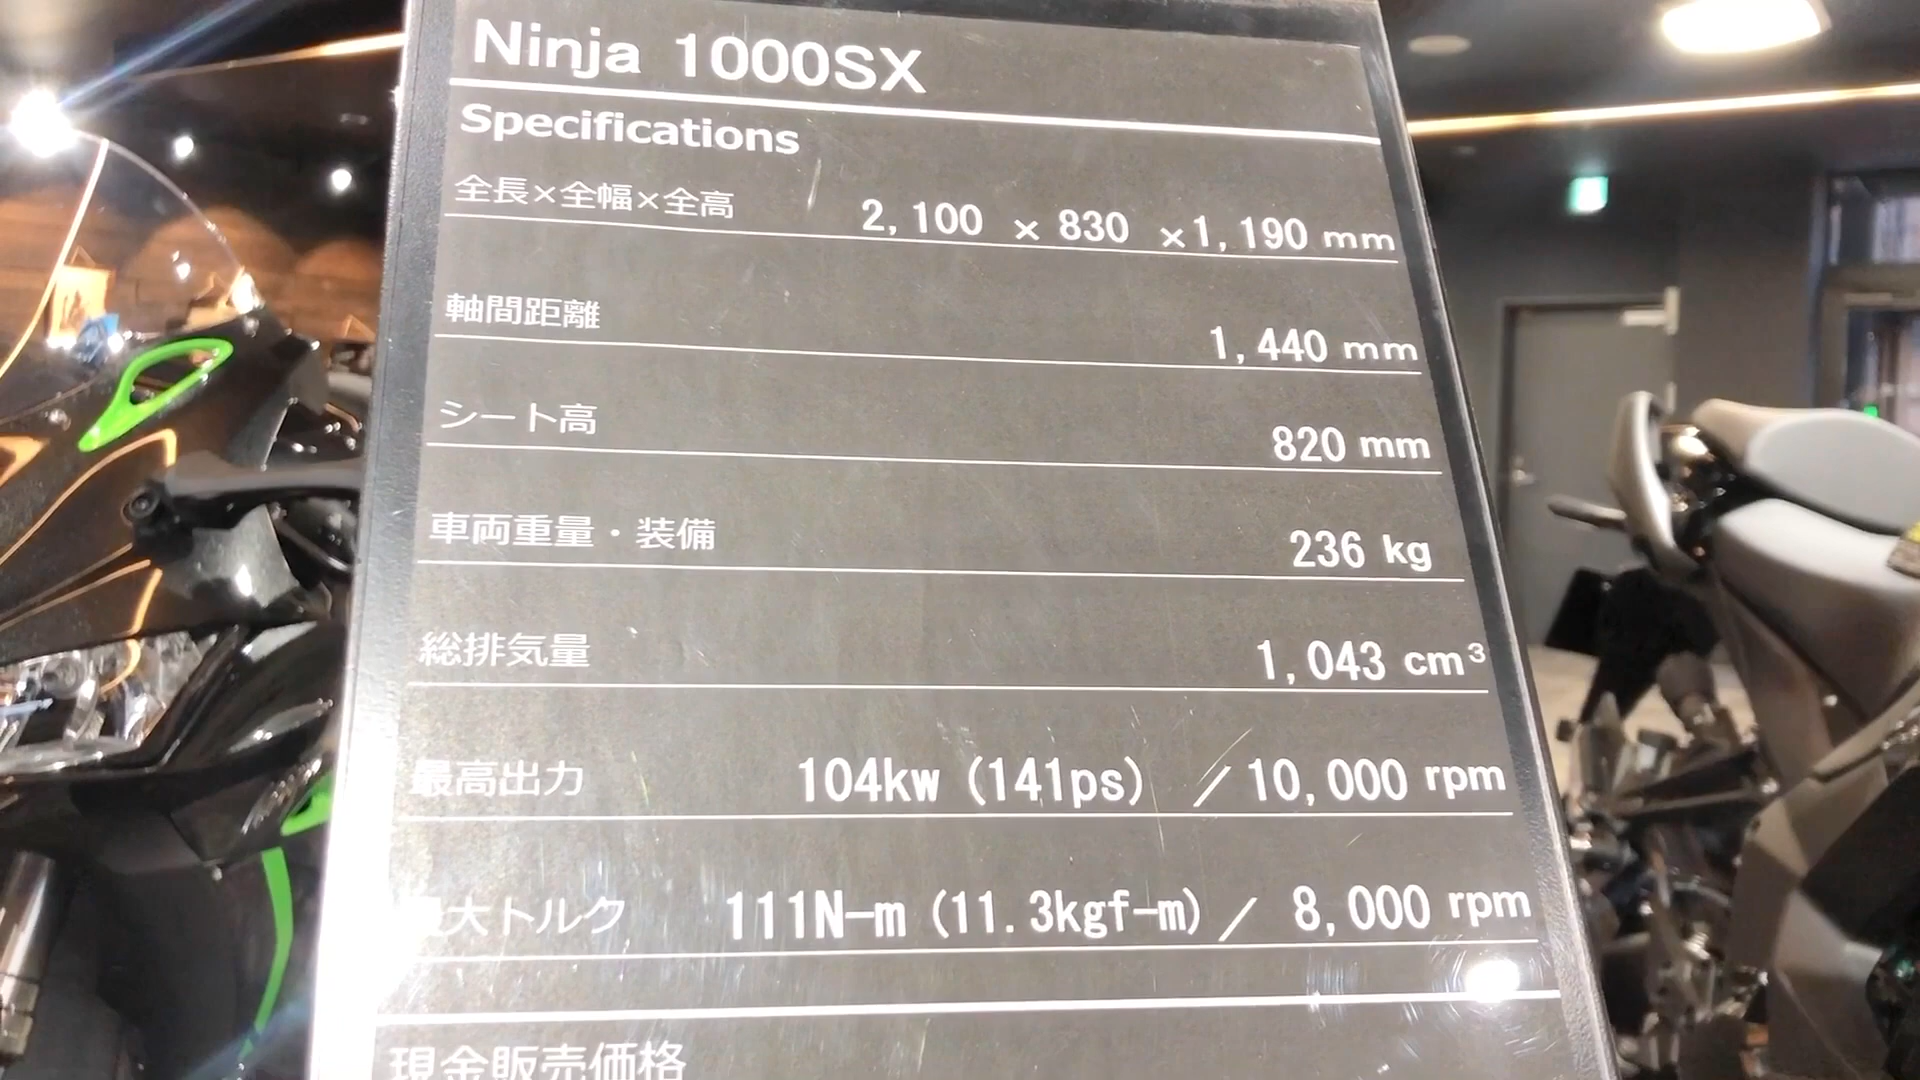 Ninja 1000SX
Specifications
全長×全幅×全高 2,100 × 830 ×1,190 mm
軸間距離 1,440 mm
シート高 820 mm
車両重量・装備 236 kg
総排気量 1,043 cm³
最高出力 104kw (141ps) ／10,000 rpm
最大トルク 111N-m (11.3kgf-m)／ 8,000 rpm
現金販売価格